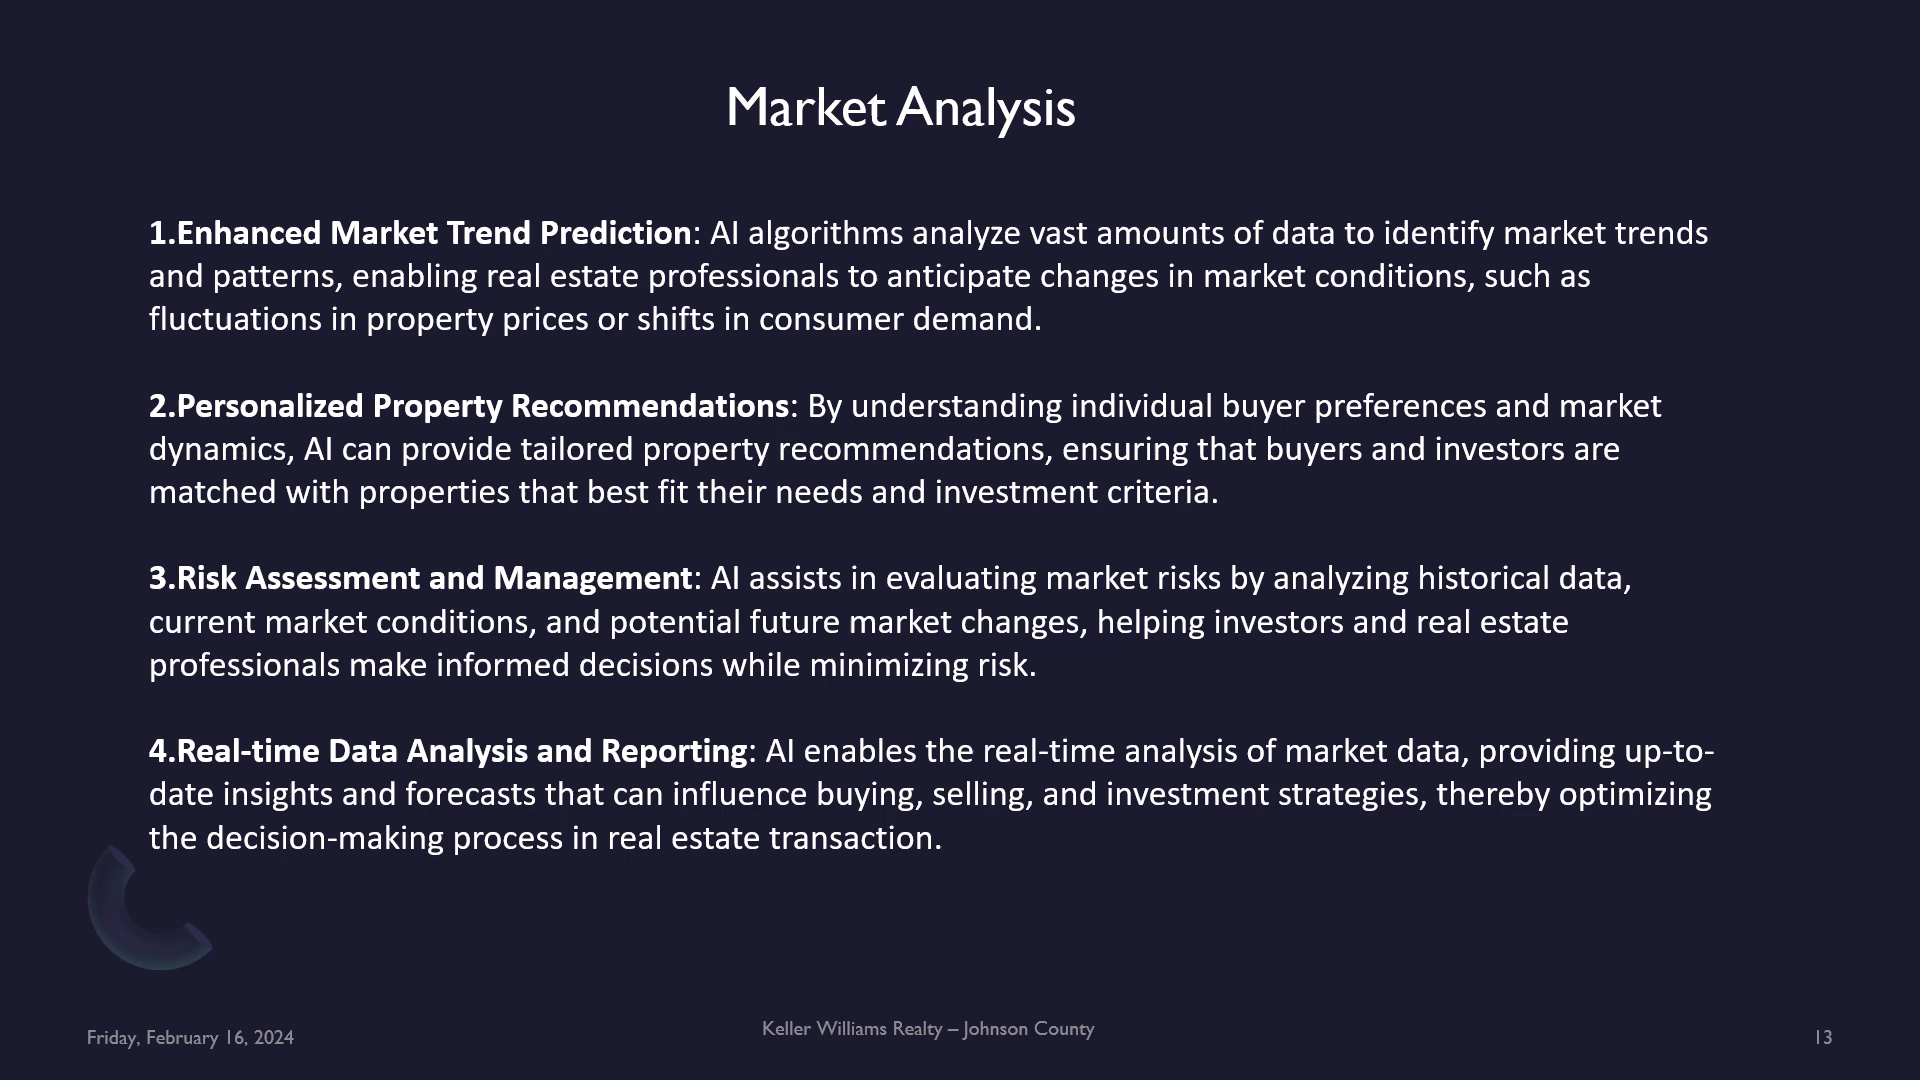 Market Analysis
1.Enhanced Market Trend Prediction: AI algorithms analyze vast amounts of data to identify market trends
and patterns, enabling real estate professionals to anticipate changes in market conditions, such as
fluctuations in property prices or shifts in consumer demand.
2.Personalized Property Recommendations: By understanding individual buyer preferences and market
dynamics, AI can provide tailored property recommendations, ensuring that buyers and investors are
matched with properties that best fit their needs and investment criteria.
3.Risk Assessment and Management: AI assists in evaluating market risks by analyzing historical data,
current market conditions, and potential future market changes, helping investors and real estate
professionals make informed decisions while minimizing risk.
4.Real-time Data Analysis and Reporting: AI enables the real-time analysis of market data, providing up-to-
date insights and forecasts that can influence buying, selling, and investment strategies, thereby optimizing
the decision-making process in real estate transaction.
Friday, February 16, 2024
Keller Williams Realty – Johnson County
13